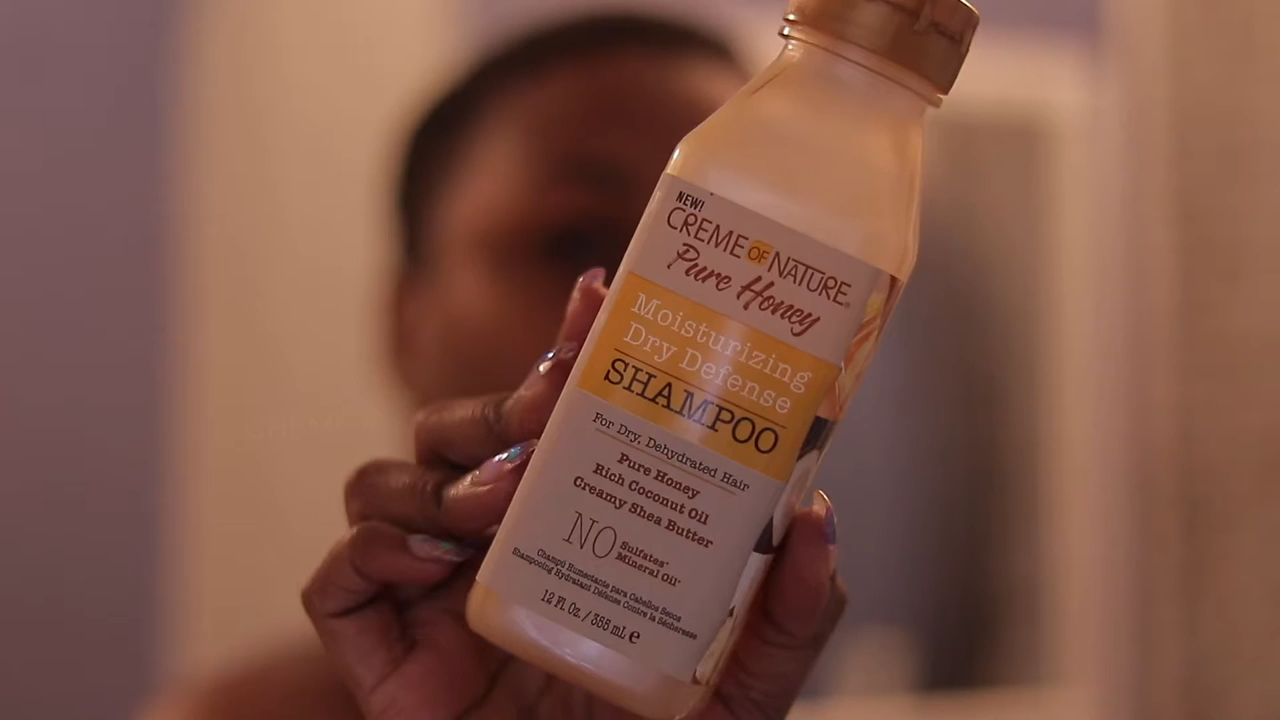 NEW!
CREME OF NATURE®
Pure Honey
Moisturizing
Dry Defense
SHAMPOO
For Dry, Dehydrated Hair
Pure Honey
Rich Coconut Oil
Creamy Shea Butter
NO Sulfates*
Mineral Oil*
Champú Humectante para Cabellos Secos
Shampooing Hydratant Défense Contre la Sécheresse
12 Fl. Oz. / 355 mL ℮